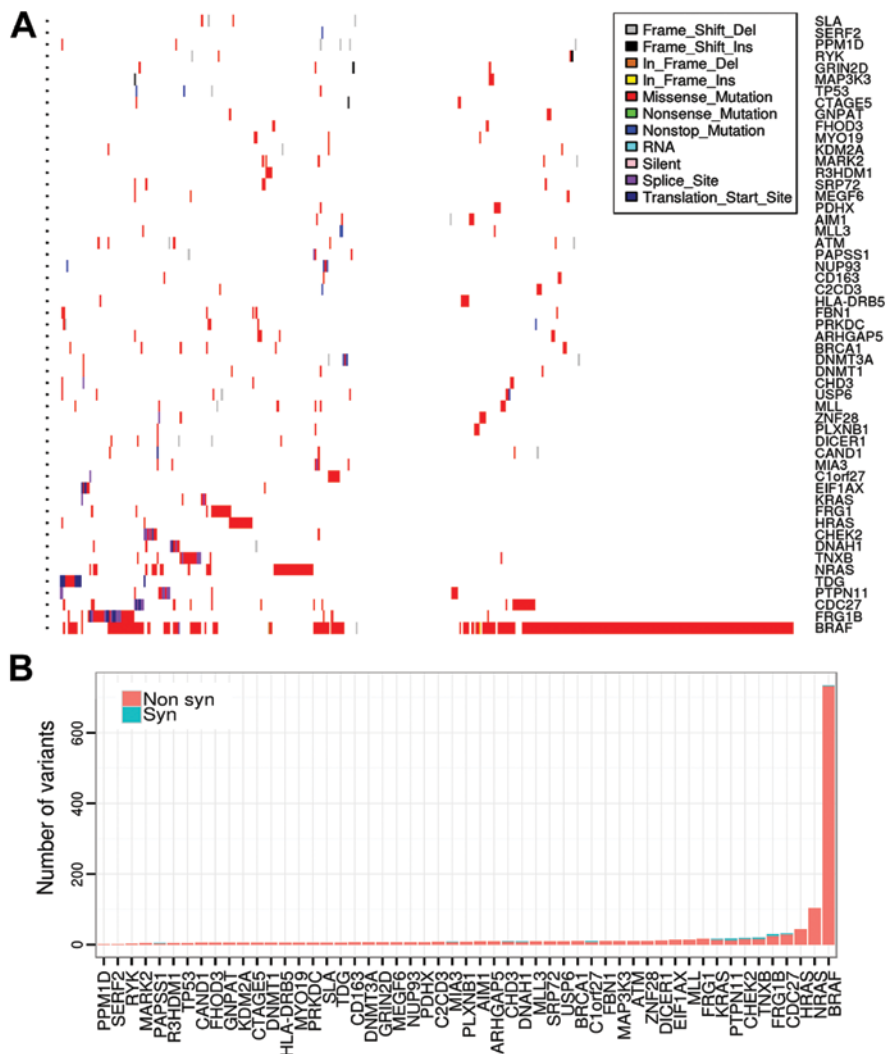 A
Frame_Shift_Del
Frame_Shift_Ins
In_Frame_Del
In_Frame_Ins
Missense_Mutation
Nonsense_Mutation
Nonstop_Mutation
RNA
Silent
Splice_Site
Translation_Start_Site
SLA
SERF2
PPM1D
RYK
GRIN2D
MAP3K3
TP53
CTAGE5
GNPAT
FHOD3
MYO19
KDM2A
MARK2
R3HDM1
SRP72
MEGF6
PDHX
AIM1
MLL3
ATM
PAPSS1
NUP93
CD163
C2CD3
HLA-DRB5
FBN1
PRKDC
ARHGAP5
BRCA1
DNMT3A
DNMT1
CHD3
USP6
MLL
ZNF28
PLXNB1
DICER1
CAND1
MIA3
C1orf27
EIF1AX
KRAS
FRG1
HRAS
CHEK2
DNAH1
TNXB
NRAS
TDG
PTPN11
CDC27
FRG1B
BRAF
B
Non syn
Syn
Number of variants
600
400
200
0
PPM1D
SERF2
RYK
MARK2
PAPSS1
R3HDM1
TP53
CAND1
FHOD3
GNPAT
KDM2A
CTAGE5
DNMT1
HLA-DRB5
MYO19
PRKDC
SLA
TDG
CD163
DNMT3A
GRIN2D
MEGF6
NUP93
PDHX
C2CD3
MIA3
PLXNB1
AIM1
ARHGAP5
CHD3
DNAH1
MLL3
SRP72
USP6
BRCA1
C1orf27
FBN1
MAP3K3
ATM
ZNF28
DICER1
EIF1AX
MLL
FRG1
KRAS
PTPN11
CHEK2
TNXB
FRG1B
CDC27
HRAS
NRAS
BRAF